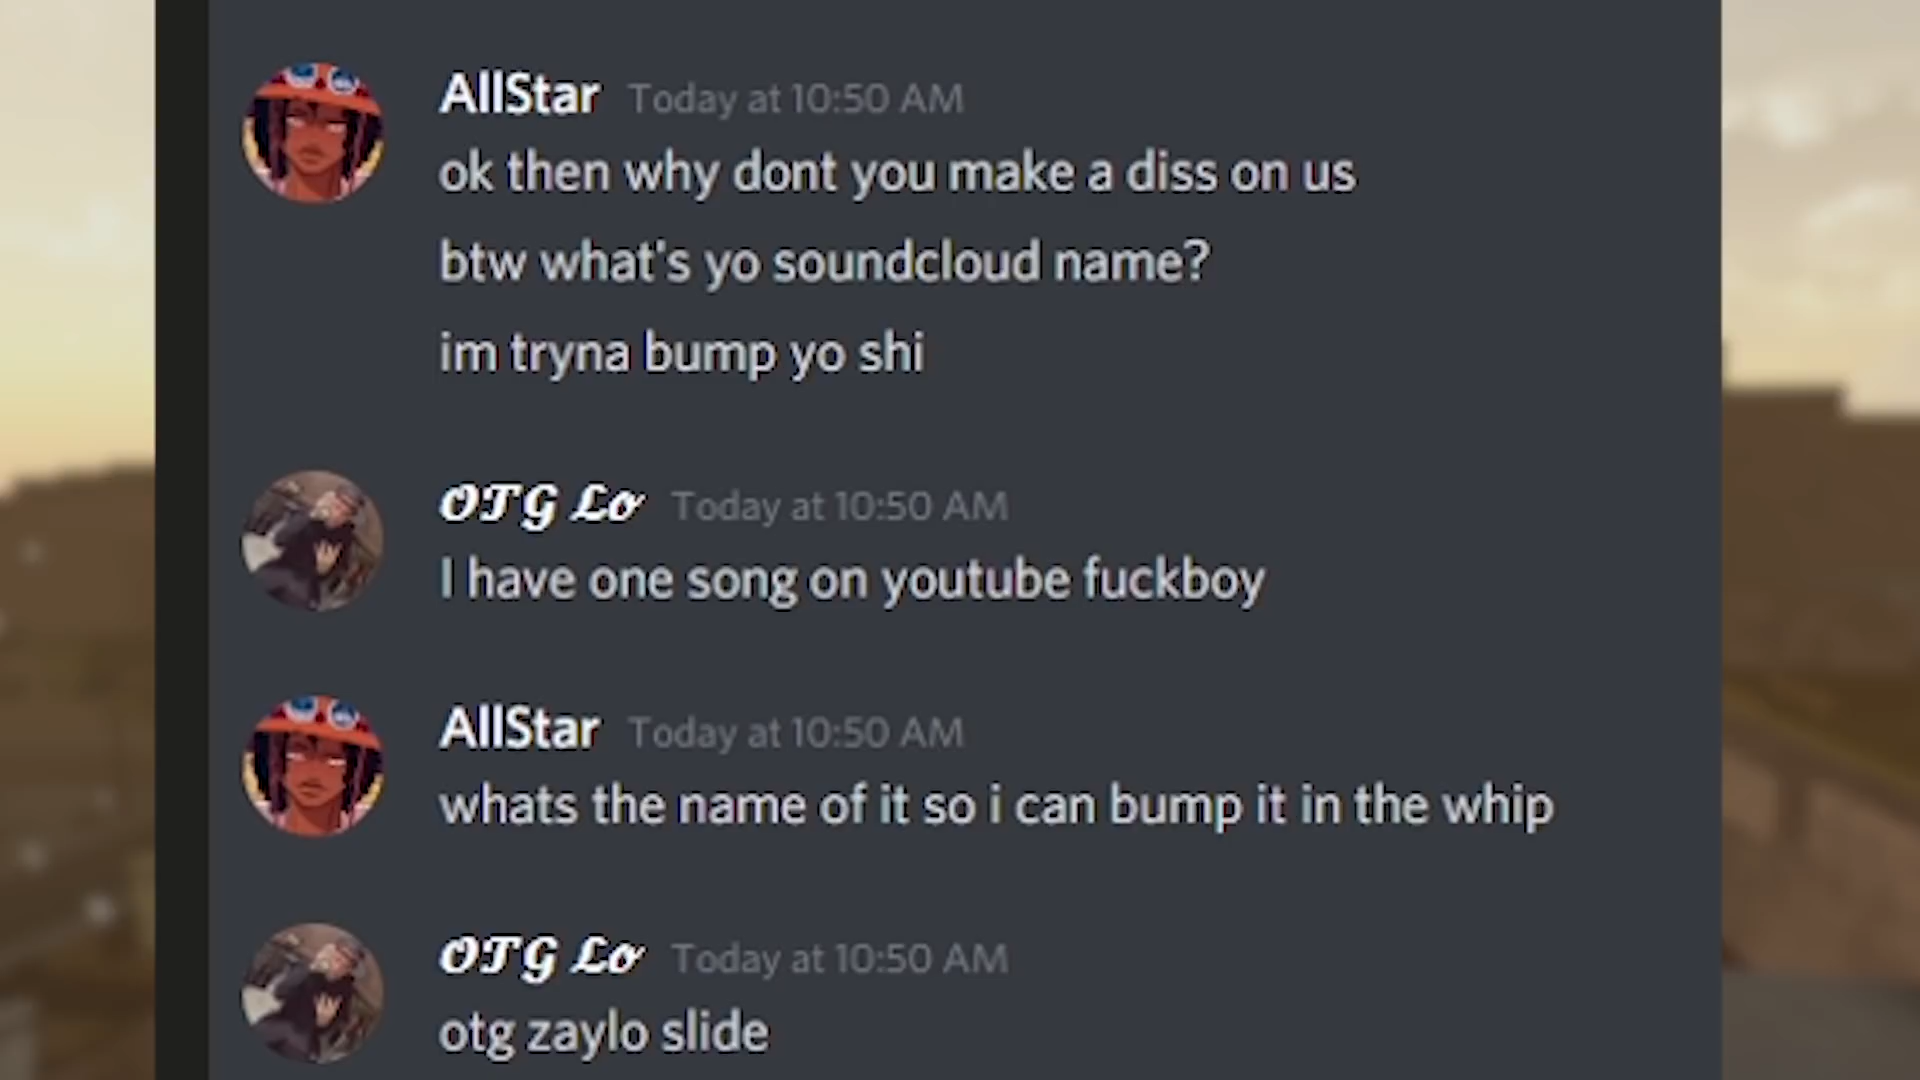 AllStar Today at 10:50 AM
ok then why dont you make a diss on us
btw what's yo soundcloud name?
im tryna bump yo shi
𝓞𝓣𝓖 𝓛𝓸 Today at 10:50 AM
I have one song on youtube fuckboy
AllStar Today at 10:50 AM
whats the name of it so i can bump it in the whip
𝓞𝓣𝓖 𝓛𝓸 Today at 10:50 AM
otg zaylo slide